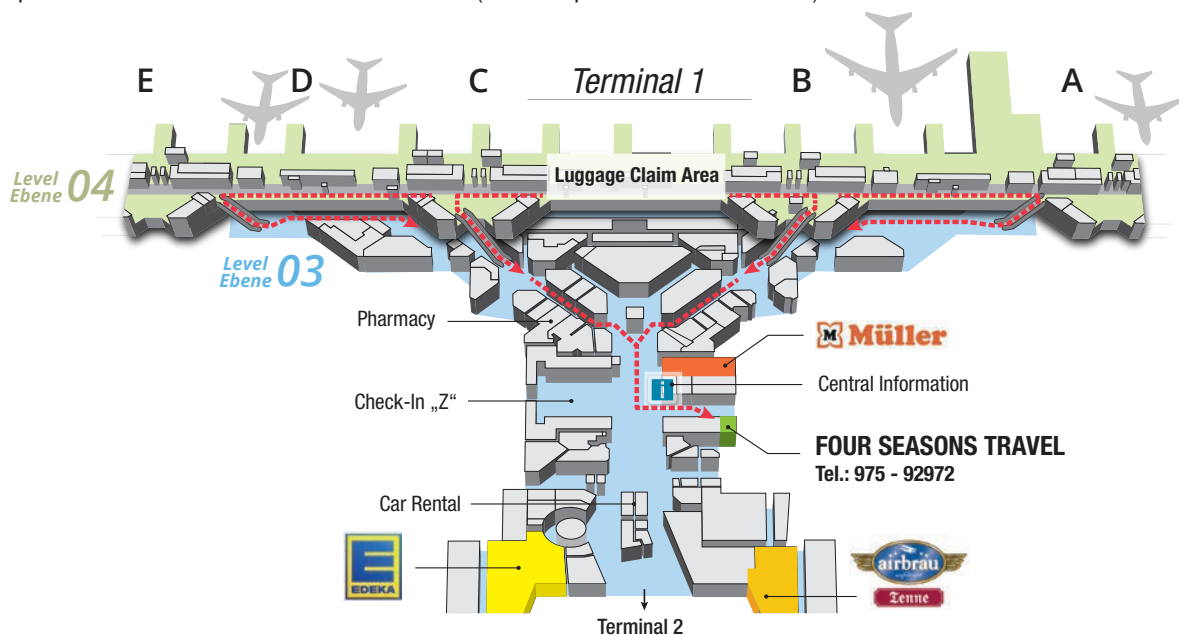 E
D
C
Terminal 1
B
A
Luggage Claim Area
Level
Ebene 04
Level
Ebene 03
Pharmacy
M Müller
Central Information
i
Check-In „Z“
FOUR SEASONS TRAVEL
Tel.: 975 - 92972
Car Rental
E
EDEKA
airbräu
Tenne
Terminal 2